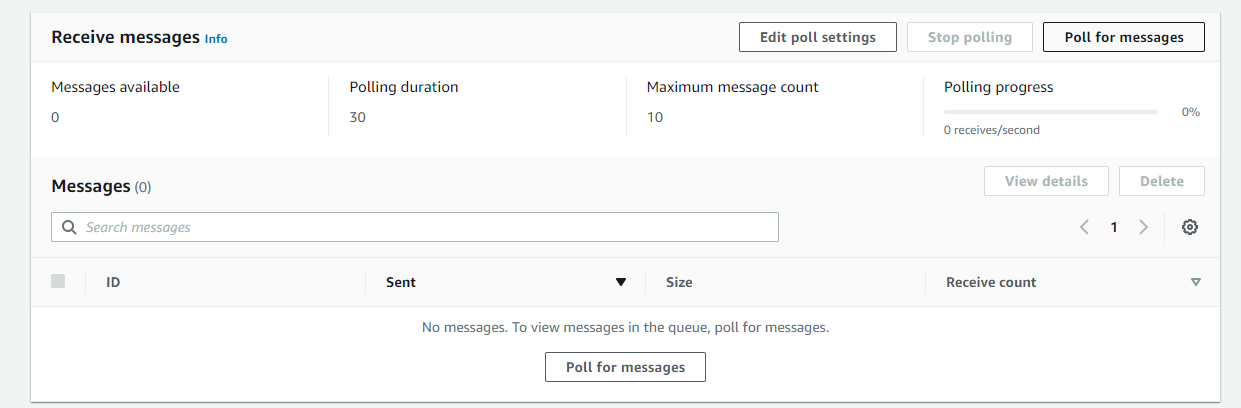 Receive messages Info
Edit poll settings
Stop polling
Poll for messages
Messages available
0
Polling duration
30
Maximum message count
10
Polling progress
0%
0 receives/second
Messages (0)
View details
Delete
Search messages
1
ID
Sent
Size
Receive count
No messages. To view messages in the queue, poll for messages.
Poll for messages